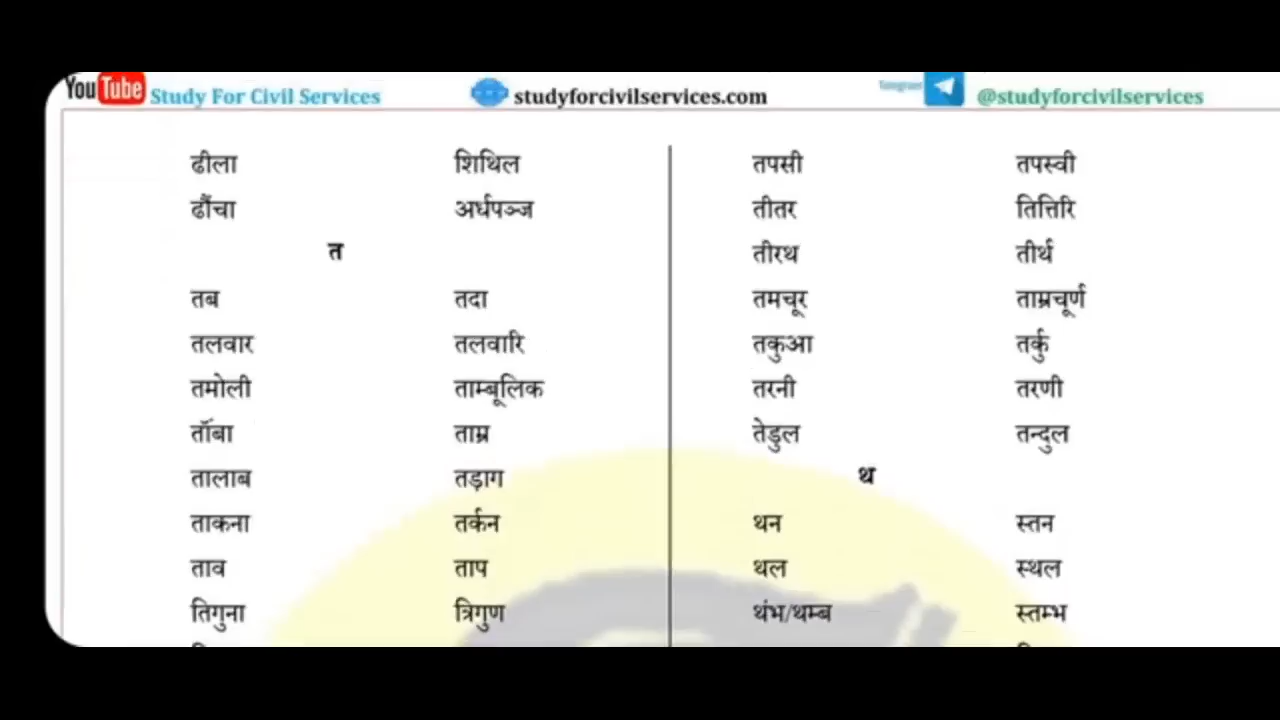 YouTube Study For Civil Services studyforcivilservices.com Telegram @studyforcivilservices
ढीला शिथिल
ढौंचा अर्धपञ्ज
त
तब तदा
तलवार तलवारि
तमोली ताम्बूलिक
ताँबा ताम्र
तालाब तड़ाग
ताकना तर्कन
ताव ताप
तिगुना त्रिगुण
तपसी तपस्वी
तीतर तित्तिरि
तीरथ तीर्थ
तमचूर ताम्रचूर्ण
तकुआ तर्कु
तरनी तरणी
तेडुल तन्दुल
थ
थन स्तन
थल स्थल
थंभ/थम्ब स्तम्भ